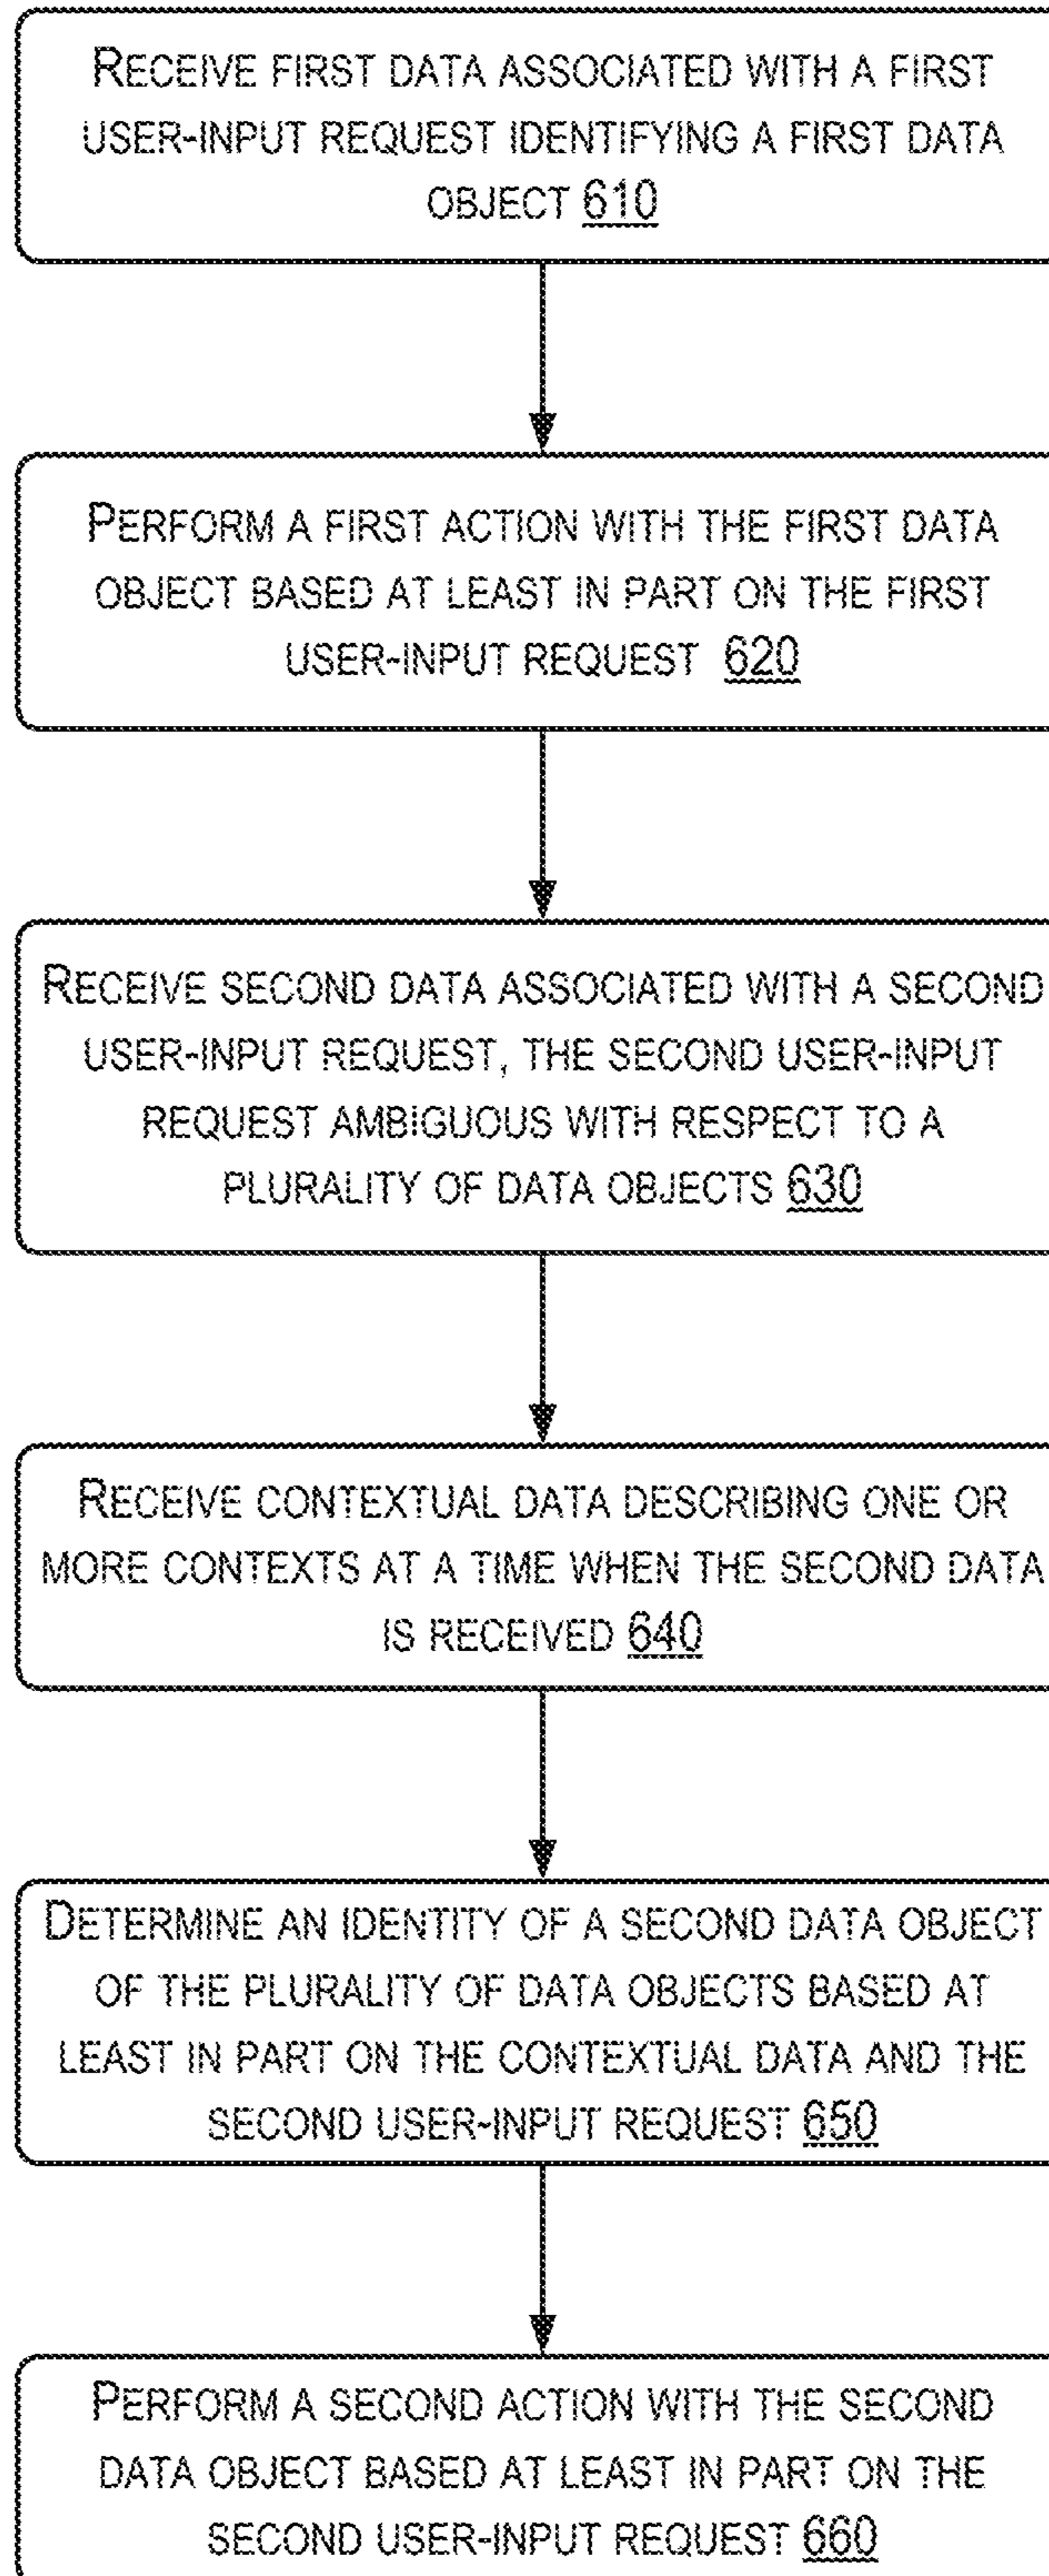 RECEIVE FIRST DATA ASSOCIATED WITH A FIRST
USER-INPUT REQUEST IDENTIFYING A FIRST DATA
OBJECT 610
PERFORM A FIRST ACTION WITH THE FIRST DATA
OBJECT BASED AT LEAST IN PART ON THE FIRST
USER-INPUT REQUEST 620
RECEIVE SECOND DATA ASSOCIATED WITH A SECOND
USER-INPUT REQUEST, THE SECOND USER-INPUT
REQUEST AMBIGUOUS WITH RESPECT TO A
PLURALITY OF DATA OBJECTS 630
RECEIVE CONTEXTUAL DATA DESCRIBING ONE OR
MORE CONTEXTS AT A TIME WHEN THE SECOND DATA
IS RECEIVED 640
DETERMINE AN IDENTITY OF A SECOND DATA OBJECT
OF THE PLURALITY OF DATA OBJECTS BASED AT
LEAST IN PART ON THE CONTEXTUAL DATA AND THE
SECOND USER-INPUT REQUEST 650
PERFORM A SECOND ACTION WITH THE SECOND
DATA OBJECT BASED AT LEAST IN PART ON THE
SECOND USER-INPUT REQUEST 660